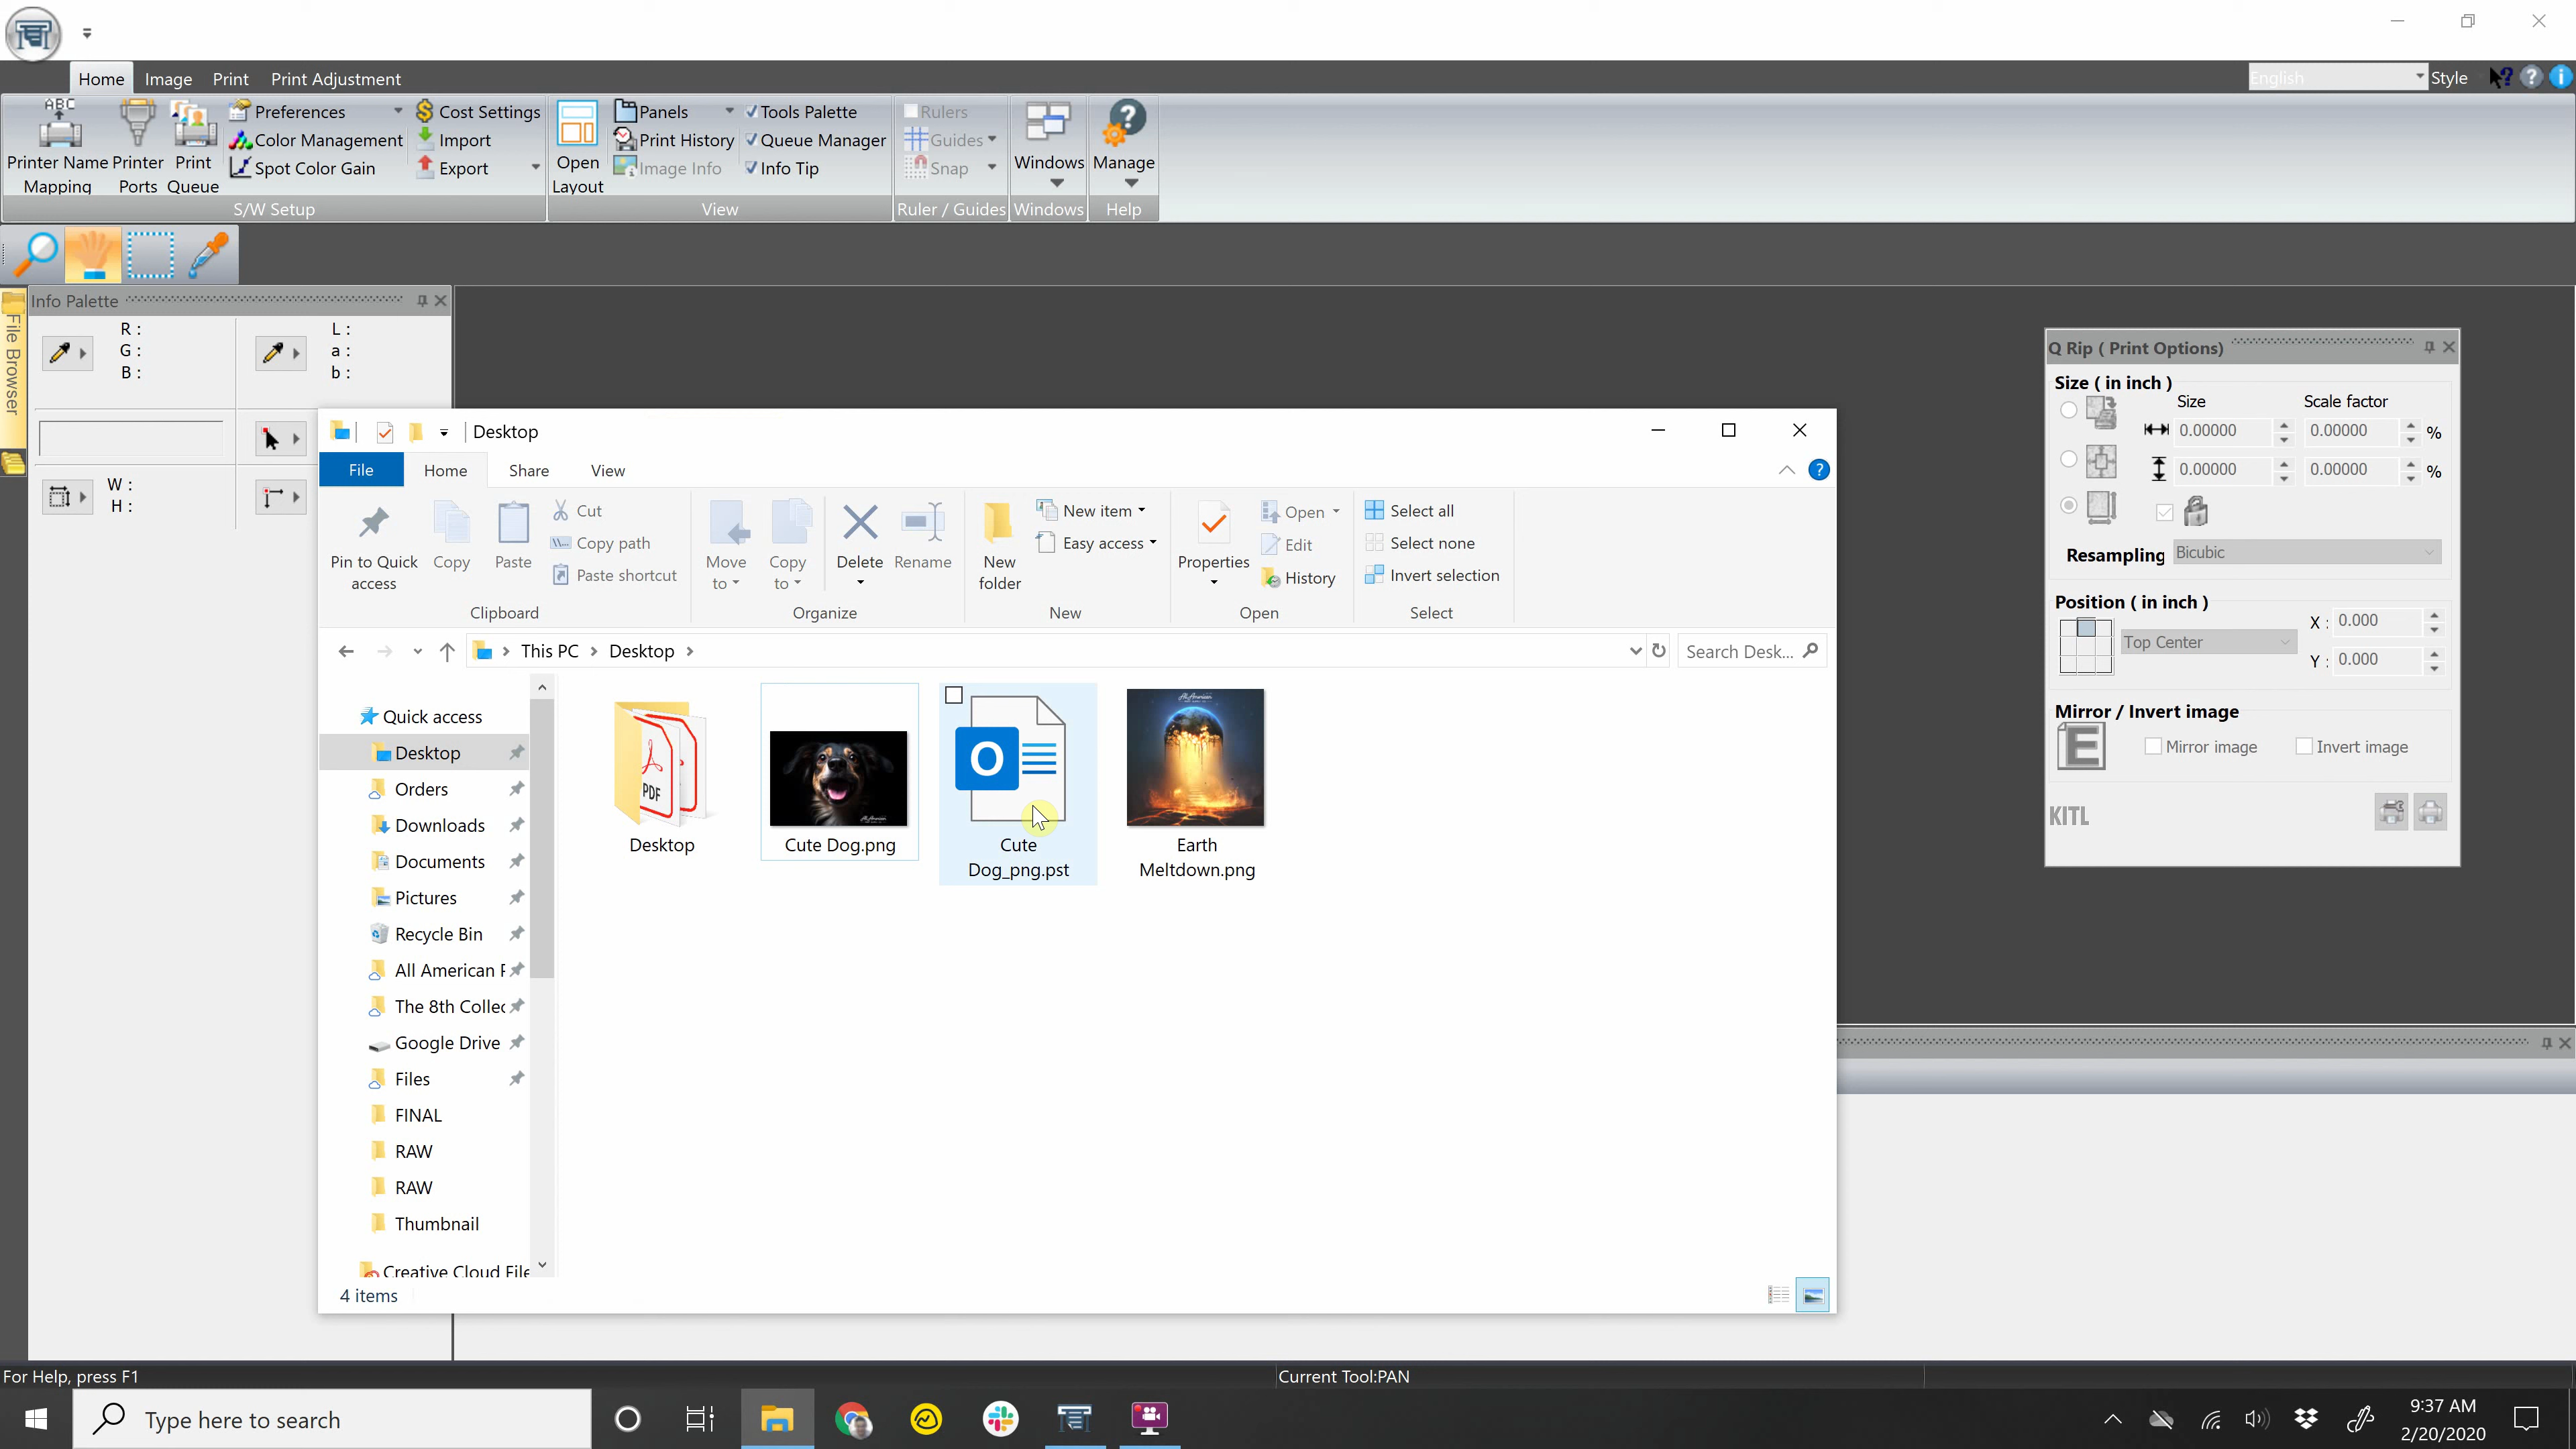 Home Image Print Print Adjustment
English Style
ABC
Printer Name
Mapping
Printer
Ports
Print
Queue
Preferences
Color Management
Spot Color Gain
Cost Settings
Import
Export
S/W Setup
Open
Layout
Panels
Print History
Image Info
Tools Palette
Queue Manager
Info Tip
View
Rulers
Guides
Snap
Ruler / Guides
Windows
Windows
Manage
Help
File Browser
Info Palette
R :
G :
B :
L :
a :
b :
W :
H :
Desktop
File Home Share View
Pin to Quick
access
Copy
Paste
Cut
Copy path
Paste shortcut
Clipboard
Move
to
Copy
to
Delete
Rename
Organize
New
folder
New item
Easy access
New
Properties
Open
Edit
History
Open
Select all
Select none
Invert selection
Select
This PC Desktop
Search Desk...
Quick access
Desktop
Orders
Downloads
Documents
Pictures
Recycle Bin
All American F
The 8th Collec
Google Drive
Files
FINAL
RAW
RAW
Thumbnail
Creative Cloud File
PDF
Desktop
Cute Dog.png
O
Cute
Dog_png.pst
Earth
Meltdown.png
4 items
Q Rip ( Print Options)
Size ( in inch )
Size Scale factor
0.00000 0.00000 %
0.00000 0.00000 %
Resampling Bicubic
Position ( in inch )
Top Center
X : 0.000
Y : 0.000
Mirror / Invert image
E Mirror image Invert image
KITL
For Help, press F1
Current Tool:PAN
Type here to search
9:37 AM
2/20/2020